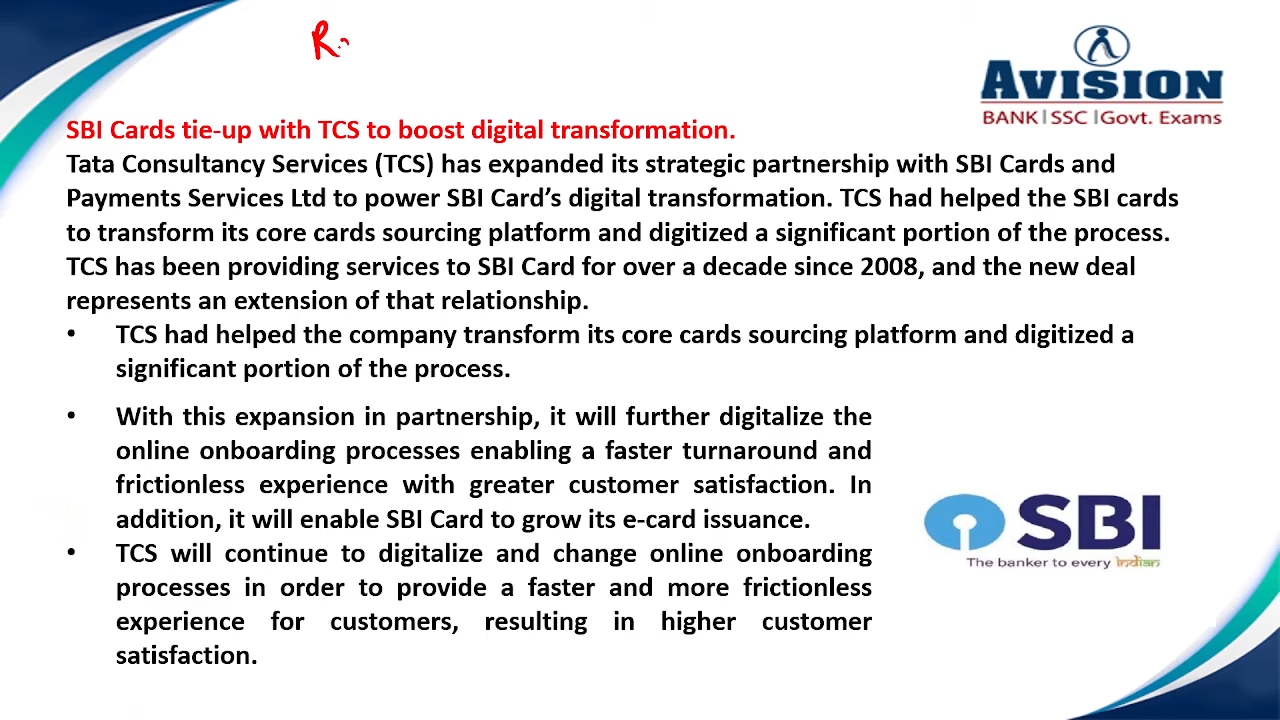 R
AVISION
BANK|SSC|Govt. Exams
SBI Cards tie-up with TCS to boost digital transformation.
Tata Consultancy Services (TCS) has expanded its strategic partnership with SBI Cards and
Payments Services Ltd to power SBI Card’s digital transformation. TCS had helped the SBI cards
to transform its core cards sourcing platform and digitized a significant portion of the process.
TCS has been providing services to SBI Card for over a decade since 2008, and the new deal
represents an extension of that relationship.
• TCS had helped the company transform its core cards sourcing platform and digitized a
significant portion of the process.
• With this expansion in partnership, it will further digitalize the
online onboarding processes enabling a faster turnaround and
frictionless experience with greater customer satisfaction. In
addition, it will enable SBI Card to grow its e-card issuance.
• TCS will continue to digitalize and change online onboarding
processes in order to provide a faster and more frictionless
experience for customers, resulting in higher customer
satisfaction.
SBI
The banker to every Indian